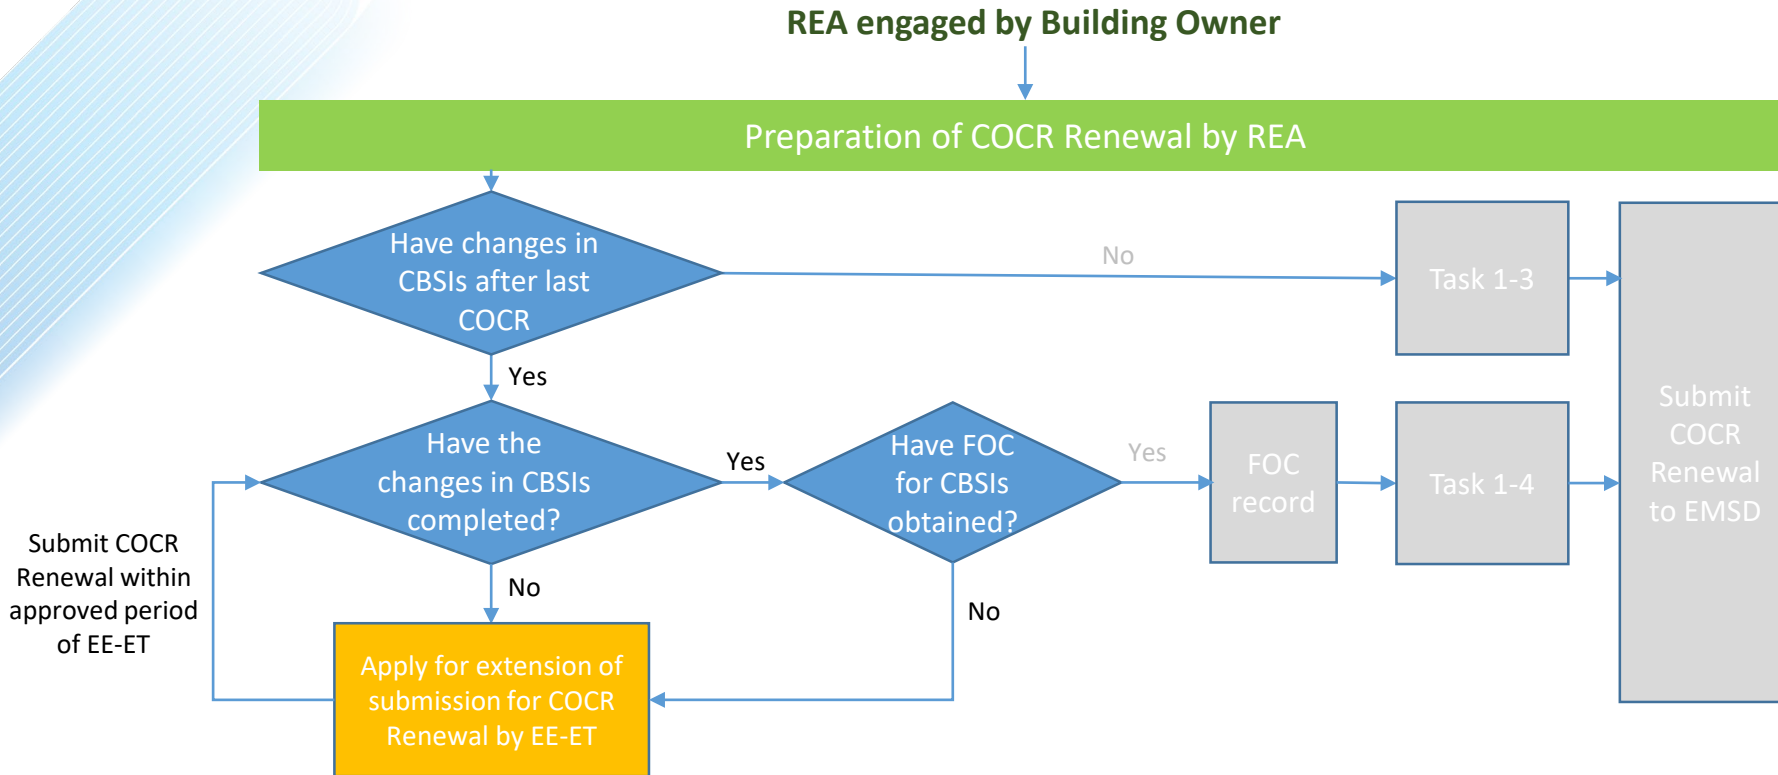 REA engaged by Building Owner
Preparation of COCR Renewal by REA
Have changes in
CBSIs after last
COCR
No
Task 1-3
Yes
Have the
changes in CBSIs
completed?
Yes
Have FOC
for CBSIs
obtained?
Yes
FOC
record
Task 1-4
Submit
COCR
Renewal
to EMSD
Submit COCR
Renewal within
approved period
of EE-ET
No
No
Apply for extension of
submission for COCR
Renewal by EE-ET